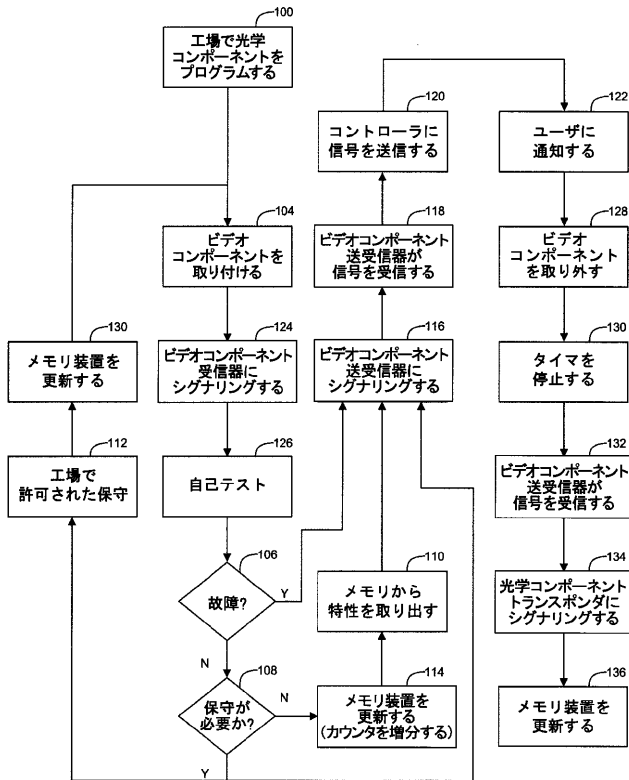 100
工場で光学
コンポーネントを
プログラムする
104
ビデオ
コンポーネントを
取り付ける
124
ビデオコンポーネント
受信器に
シグナリングする
126
自己テスト
106
故障?
Y
N
108
保守が
必要か?
N
Y
130
メモリ装置を
更新する
112
工場で
許可された保守
120
コントローラに
信号を送信する
118
ビデオコンポーネント
送受信器が
信号を受信する
116
ビデオコンポーネント
送受信器に
シグナリングする
110
メモリから
特性を取り出す
114
メモリ装置を
更新する
(カウンタを増分する)
122
ユーザに
通知する
128
ビデオ
コンポーネント
を取り外す
130
タイマを
停止する
132
ビデオコンポーネント
送受信器が
信号を受信する
134
光学コンポーネント
トランスポンダに
シグナリングする
136
メモリ装置を
更新する